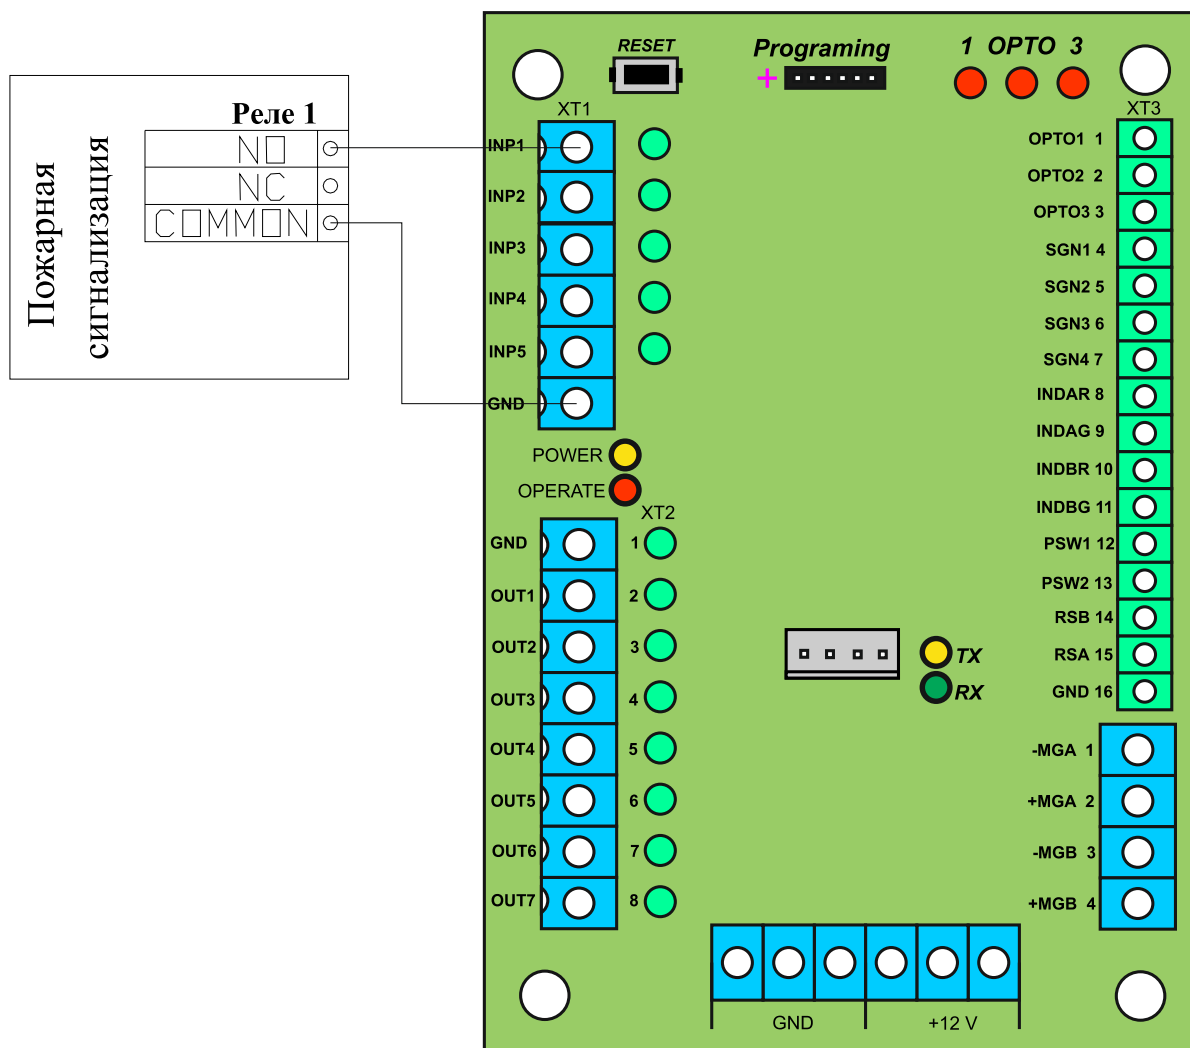 Пожарная
сигнализация
Реле 1
NO
NC
COMMON
RESET
Programing
+
1 OPTO 3
XT1
INP1
INP2
INP3
INP4
INP5
GND
POWER
OPERATE
XT2
GND 1
OUT1 2
OUT2 3
OUT3 4
OUT4 5
OUT5 6
OUT6 7
OUT7 8
XT3
OPTO1 1
OPTO2 2
OPTO3 3
SGN1 4
SGN2 5
SGN3 6
SGN4 7
INDAR 8
INDAG 9
INDBR 10
INDBG 11
PSW1 12
PSW2 13
RSB 14
RSA 15
GND 16
TX
RX
-MGA 1
+MGA 2
-MGB 3
+MGB 4
GND
+12 V